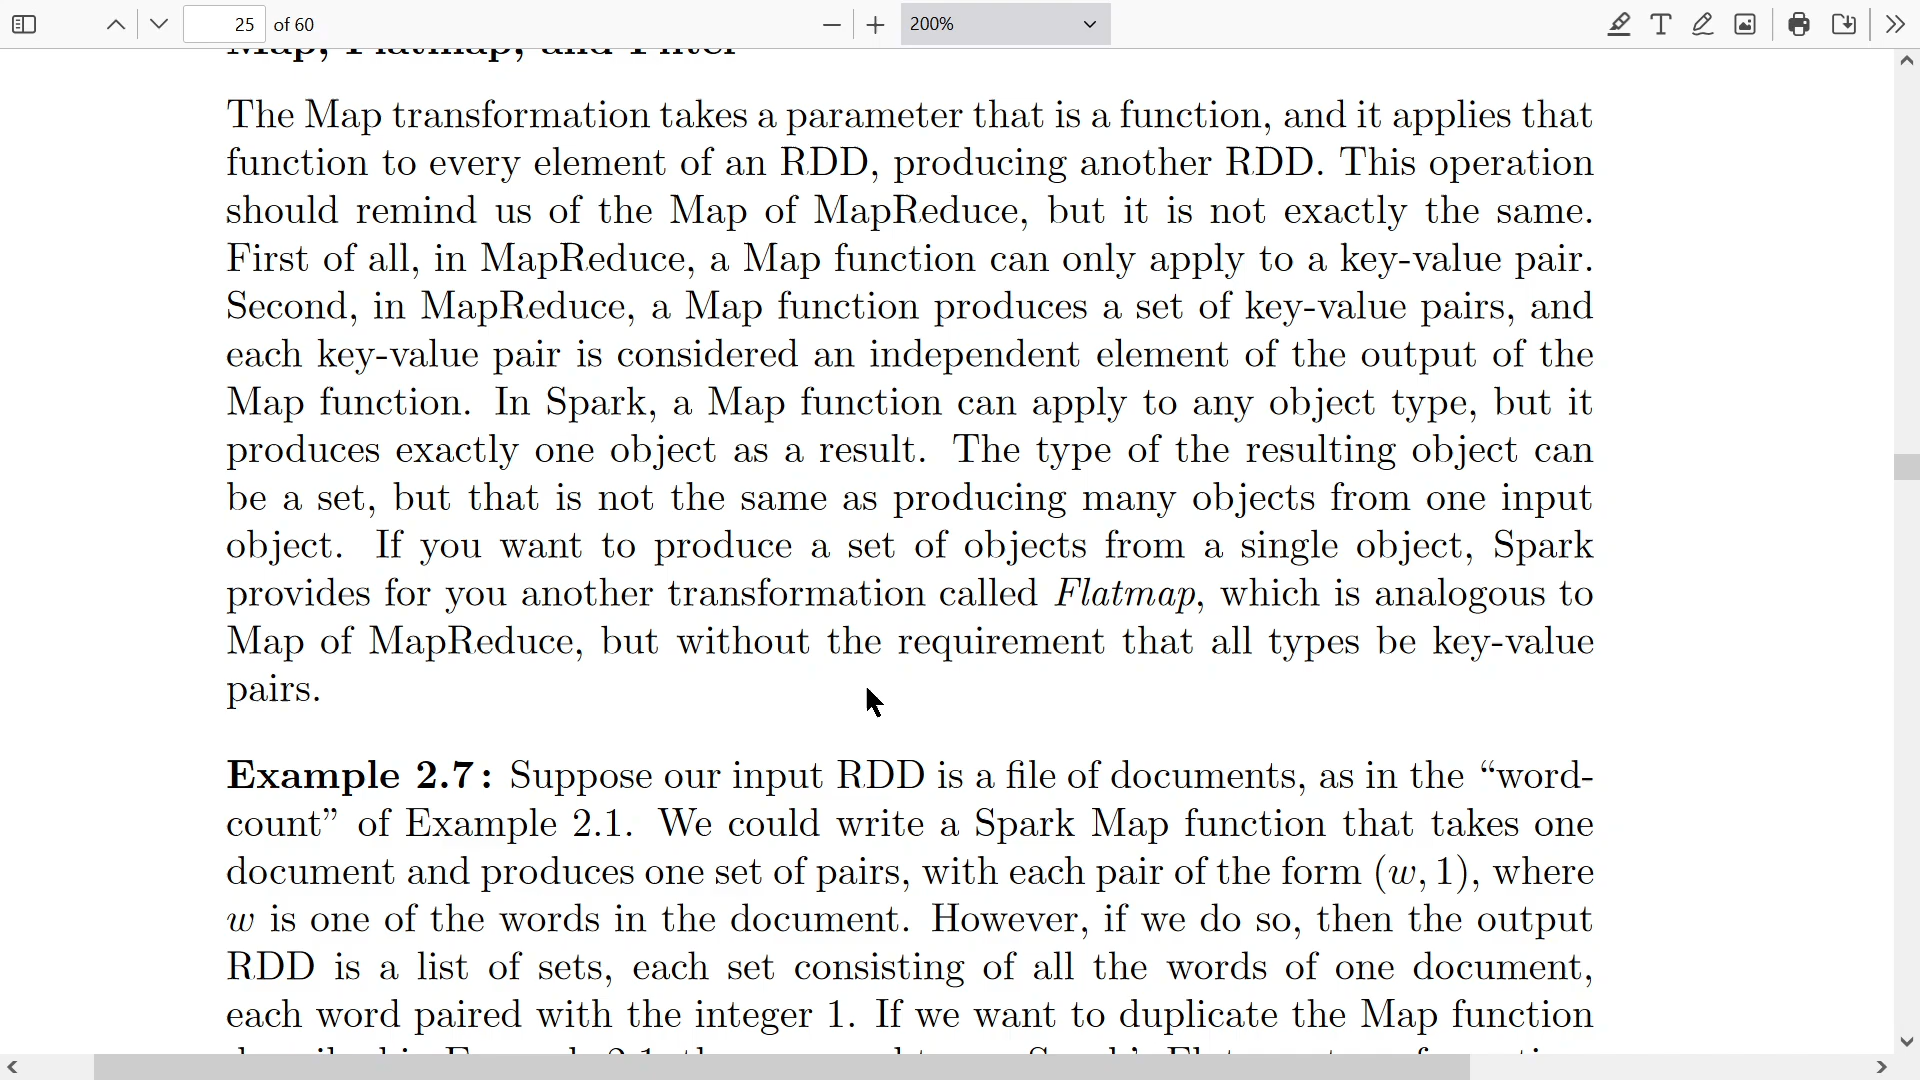 25 of 60
200%
Map, Flatmap, and Filter
The Map transformation takes a parameter that is a function, and it applies that
function to every element of an RDD, producing another RDD. This operation
should remind us of the Map of MapReduce, but it is not exactly the same.
First of all, in MapReduce, a Map function can only apply to a key-value pair.
Second, in MapReduce, a Map function produces a set of key-value pairs, and
each key-value pair is considered an independent element of the output of the
Map function. In Spark, a Map function can apply to any object type, but it
produces exactly one object as a result. The type of the resulting object can
be a set, but that is not the same as producing many objects from one input
object. If you want to produce a set of objects from a single object, Spark
provides for you another transformation called Flatmap, which is analogous to
Map of MapReduce, but without the requirement that all types be key-value
pairs.
Example 2.7: Suppose our input RDD is a file of documents, as in the “word-
count” of Example 2.1. We could write a Spark Map function that takes one
document and produces one set of pairs, with each pair of the form (w, 1), where
w is one of the words in the document. However, if we do so, then the output
RDD is a list of sets, each set consisting of all the words of one document,
each word paired with the integer 1. If we want to duplicate the Map function